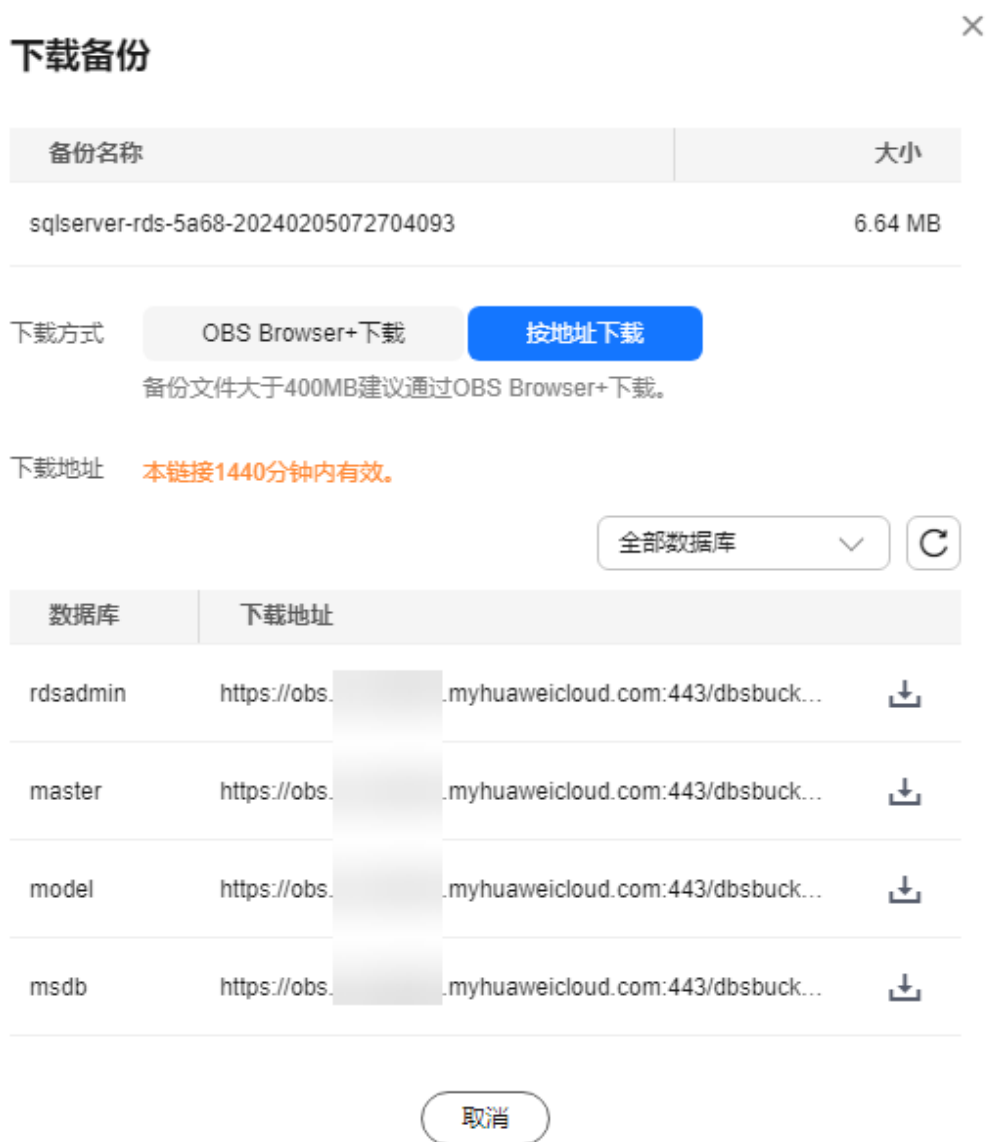 下载备份
备份名称 大小
sqlserver-rds-5a68-20240205072704093 6.64 MB
下载方式 OBS Browser+下载 按地址下载
备份文件大于400MB建议通过OBS Browser+下载。
下载地址 本链接1440分钟内有效。
全部数据库
数据库 下载地址
rdsadmin https://obs. .myhuaweicloud.com:443/dbsbuck...
master https://obs. .myhuaweicloud.com:443/dbsbuck...
model https://obs. .myhuaweicloud.com:443/dbsbuck...
msdb https://obs. .myhuaweicloud.com:443/dbsbuck...
取消